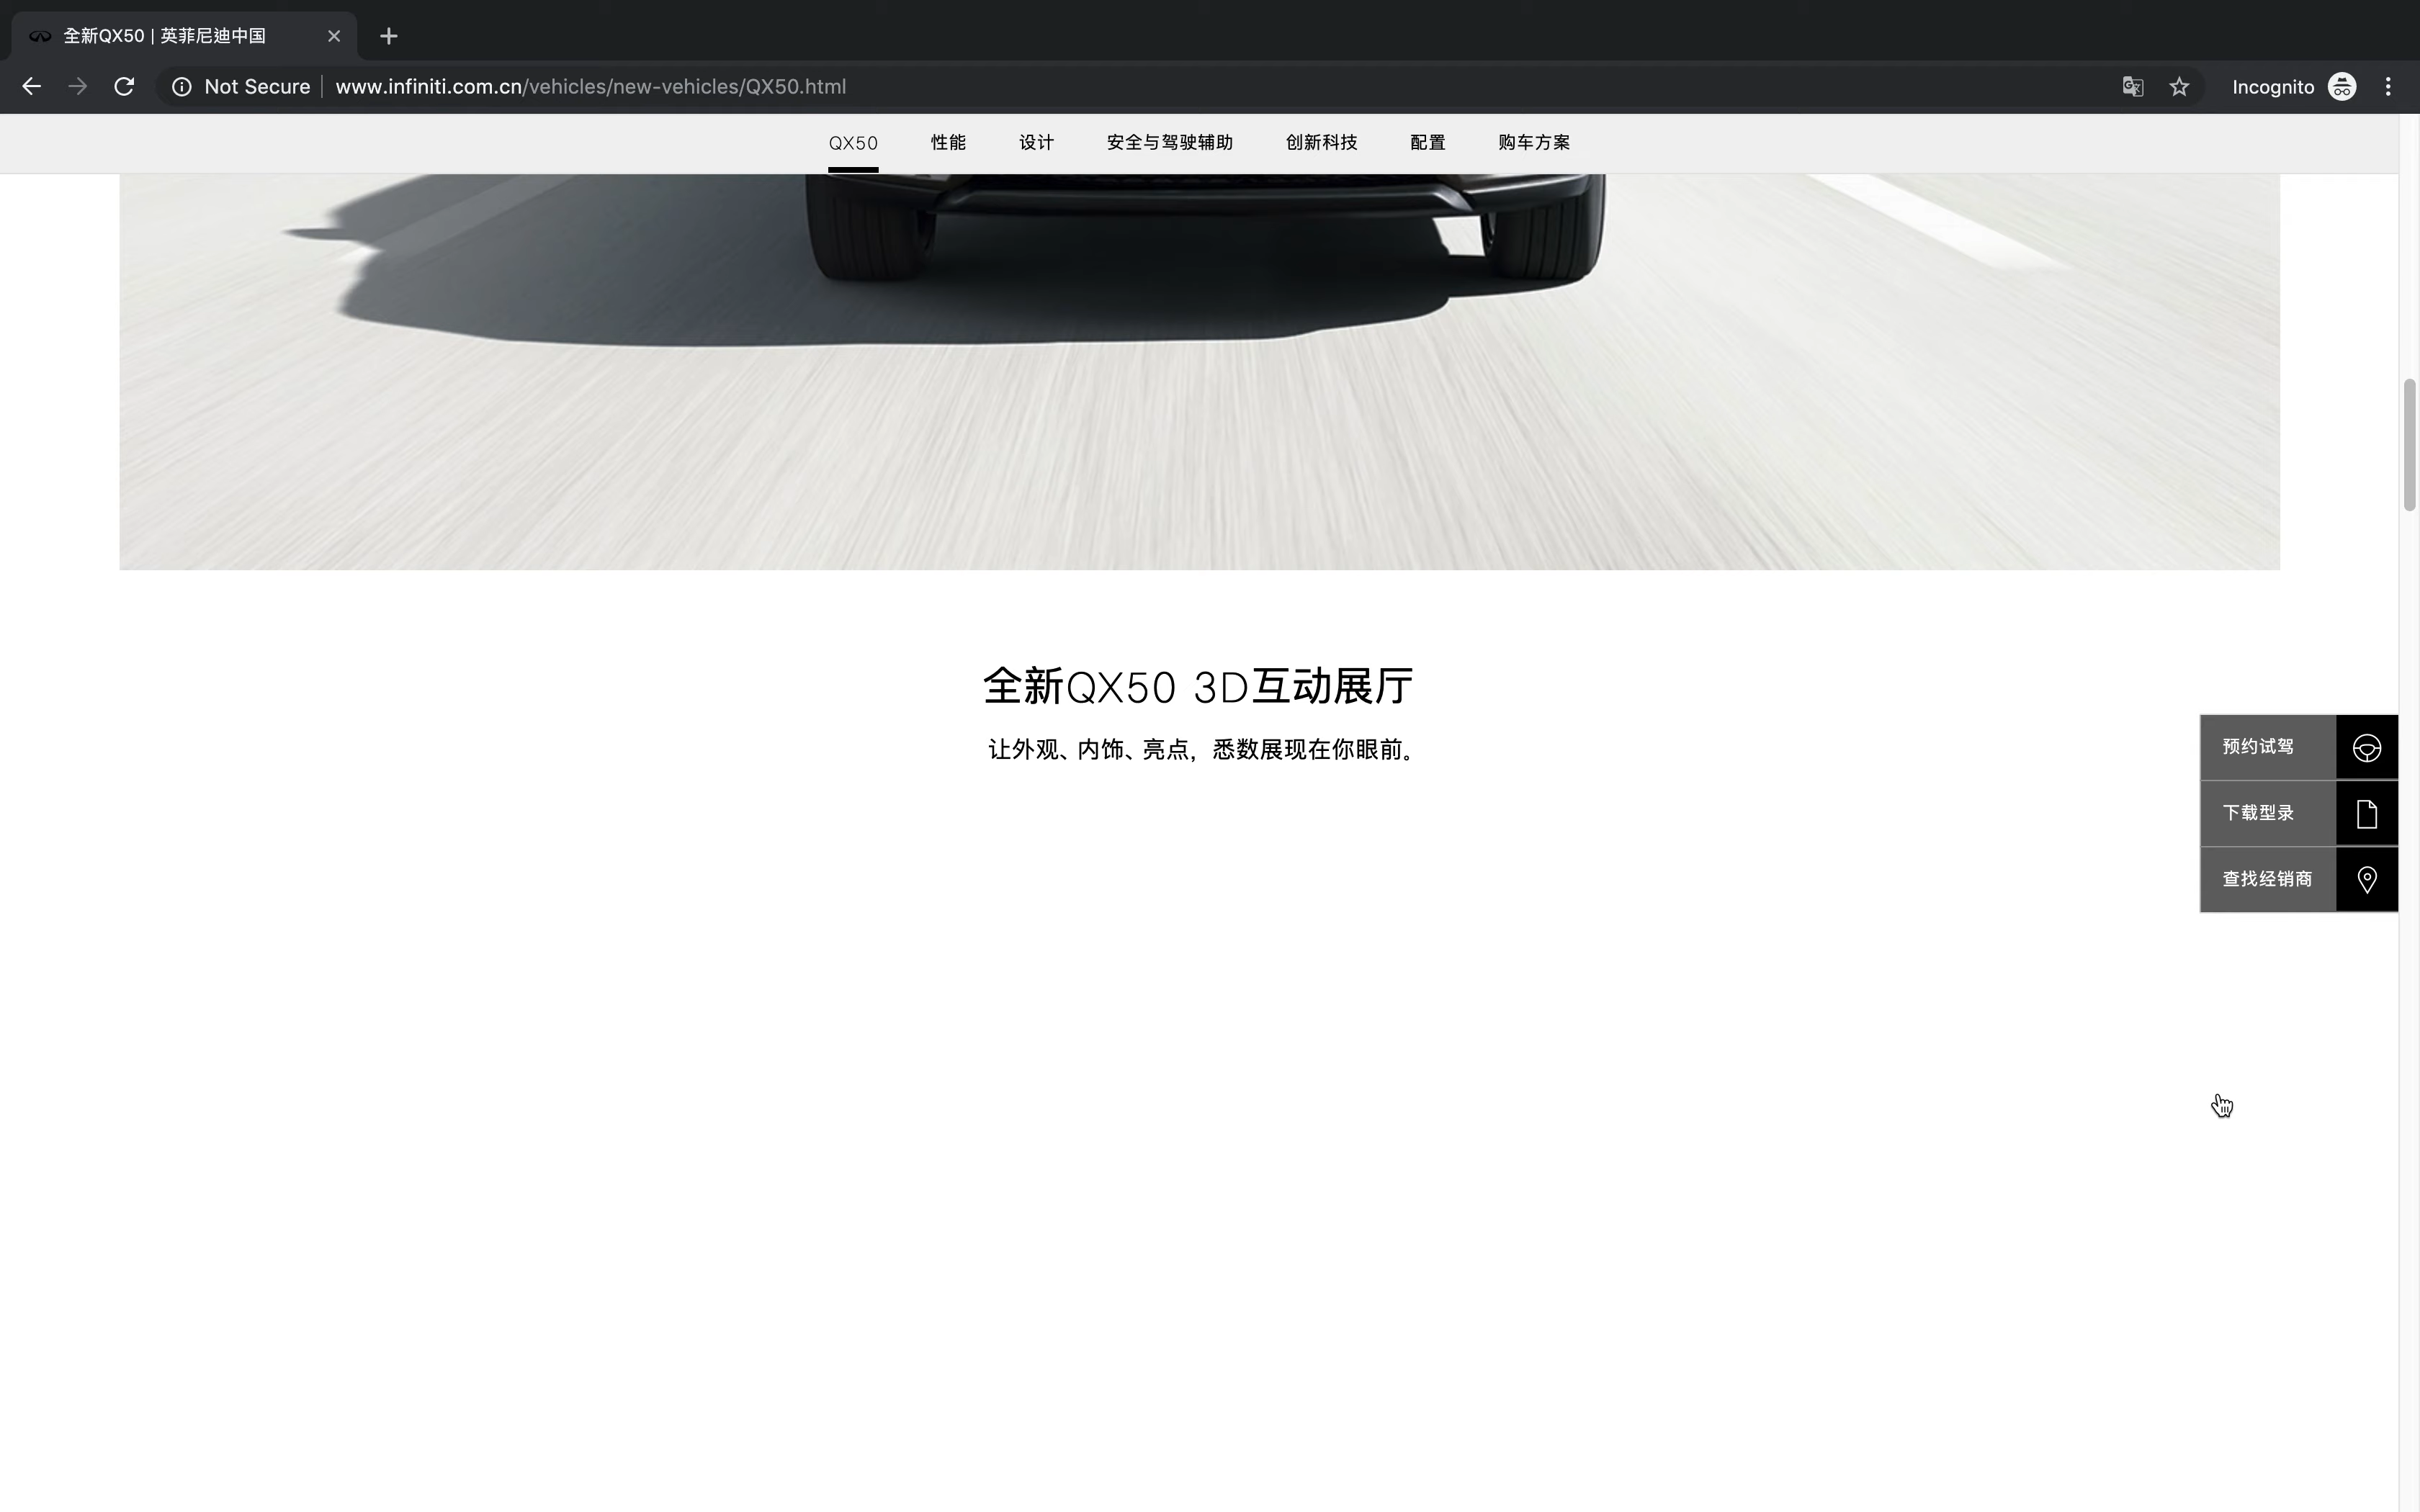 全新QX50 | 英菲尼迪中国
Not Secure | www.infiniti.com.cn/vehicles/new-vehicles/QX50.html
Incognito
QX50 性能 设计 安全与驾驶辅助 创新科技 配置 购车方案
全新QX50 3D互动展厅
让外观、内饰、亮点，悉数展现在你眼前。
预约试驾
下载型录
查找经销商